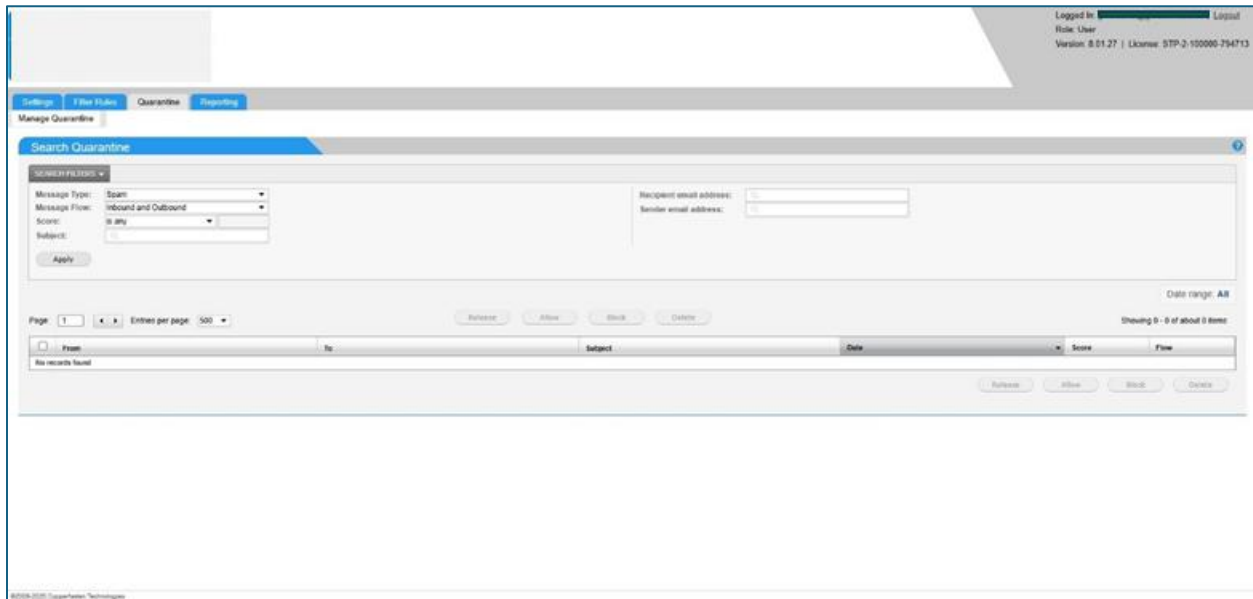 Logged In: Logout
Role: User
Version: 8.01.27 | License: STP-2-100000-794713
Settings Filter Rules Quarantine Reporting
Manage Quarantine
Search Quarantine
SEARCH FILTERS
Message Type: Spam Recipient email address:
Message Flow: Inbound and Outbound Sender email address:
Score: is any
Subject:
Apply
Date range: All
Page 1 Entries per page: 500 Release Allow Block Delete Showing 0 - 0 of about 0 items
From To Subject Date Score Flow
No records found
Release Allow Block Delete
Technologies